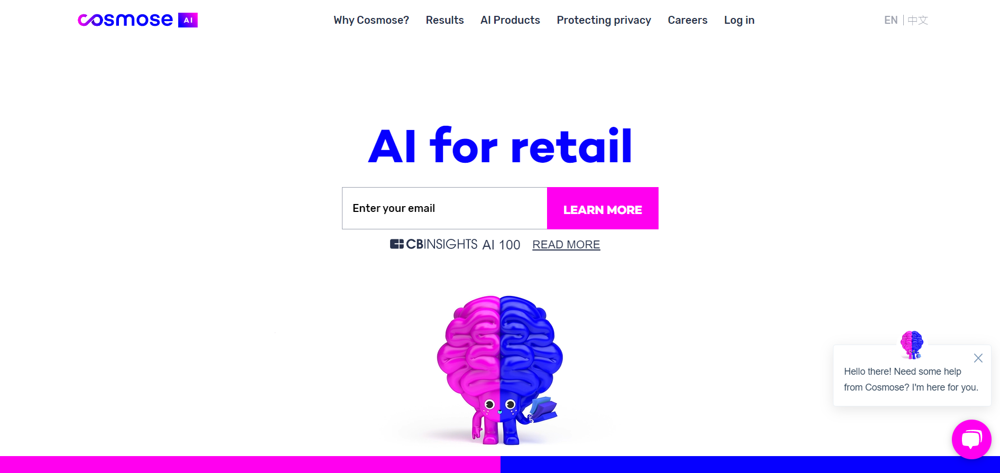 cosmose AI
Why Cosmose? Results AI Products Protecting privacy Careers Log in
EN | 中文
AI for retail
Enter your email
LEARN MORE
CBINSIGHTS AI 100 READ MORE
Hello there! Need some help
from Cosmose? I'm here for you.